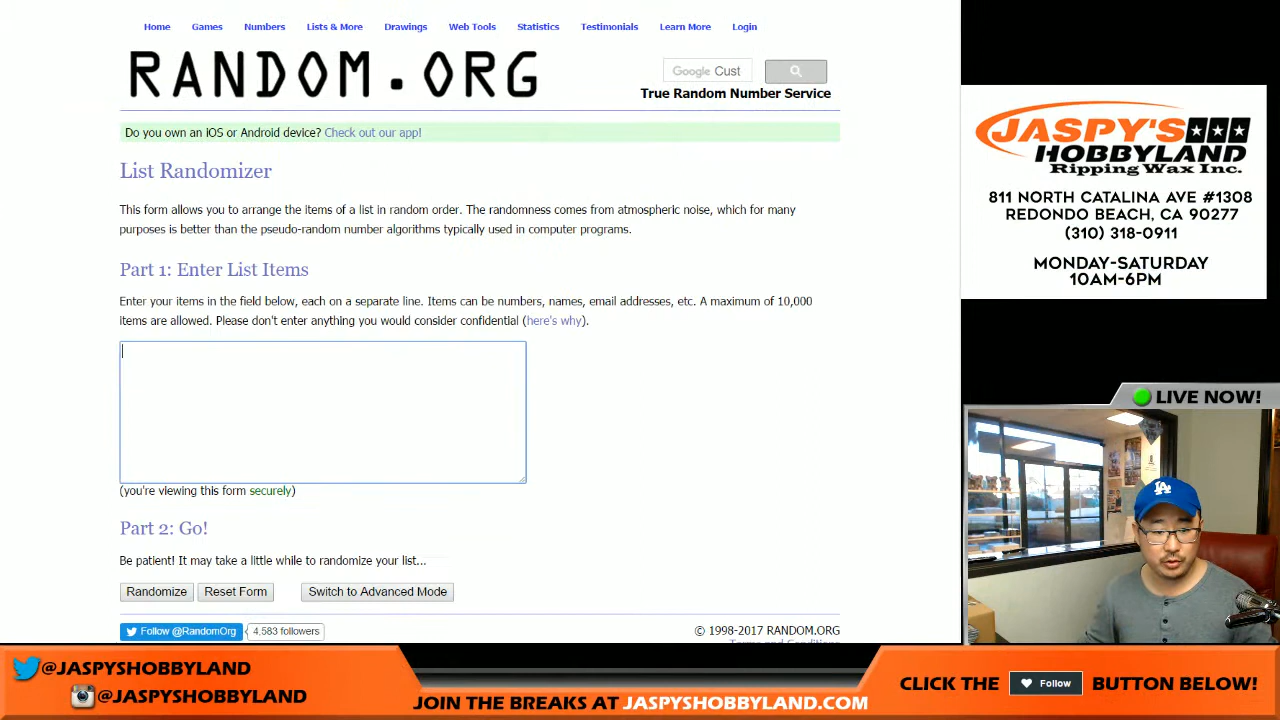 Home Games Numbers Lists & More Drawings Web Tools Statistics Testimonials Learn More Login
RANDOM.ORG
Google Cust
True Random Number Service
Do you own an iOS or Android device? Check out our app!
List Randomizer
This form allows you to arrange the items of a list in random order. The randomness comes from atmospheric noise, which for many
purposes is better than the pseudo-random number algorithms typically used in computer programs.
Part 1: Enter List Items
Enter your items in the field below, each on a separate line. Items can be numbers, names, email addresses, etc. A maximum of 10,000
items are allowed. Please don't enter anything you would consider confidential (here's why).
(you're viewing this form securely)
Part 2: Go!
Be patient! It may take a little while to randomize your list...
Randomize Reset Form Switch to Advanced Mode
Follow @RandomOrg 4,583 followers
© 1998-2017 RANDOM.ORG
Terms and Conditions
JASPY'S
HOBBYLAND
Ripping Wax Inc.
811 NORTH CATALINA AVE #1308
REDONDO BEACH, CA 90277
(310) 318-0911
MONDAY-SATURDAY
10AM-6PM
LIVE NOW!
LA
@JASPYSHOBBYLAND
@JASPYSHOBBYLAND
JOIN THE BREAKS AT JASPYSHOBBYLAND.COM
CLICK THE Follow BUTTON BELOW!